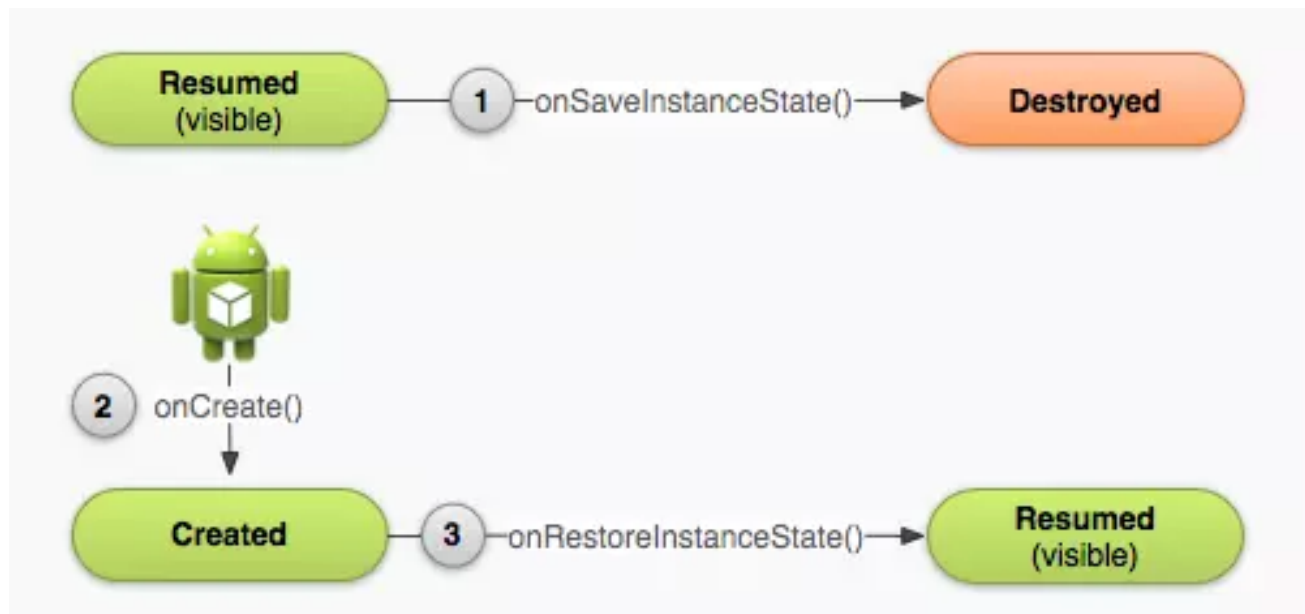 Resumed
(visible)
1
onSaveInstanceState()
Destroyed
2
onCreate()
Created
3
onRestoreInstanceState()
Resumed
(visible)